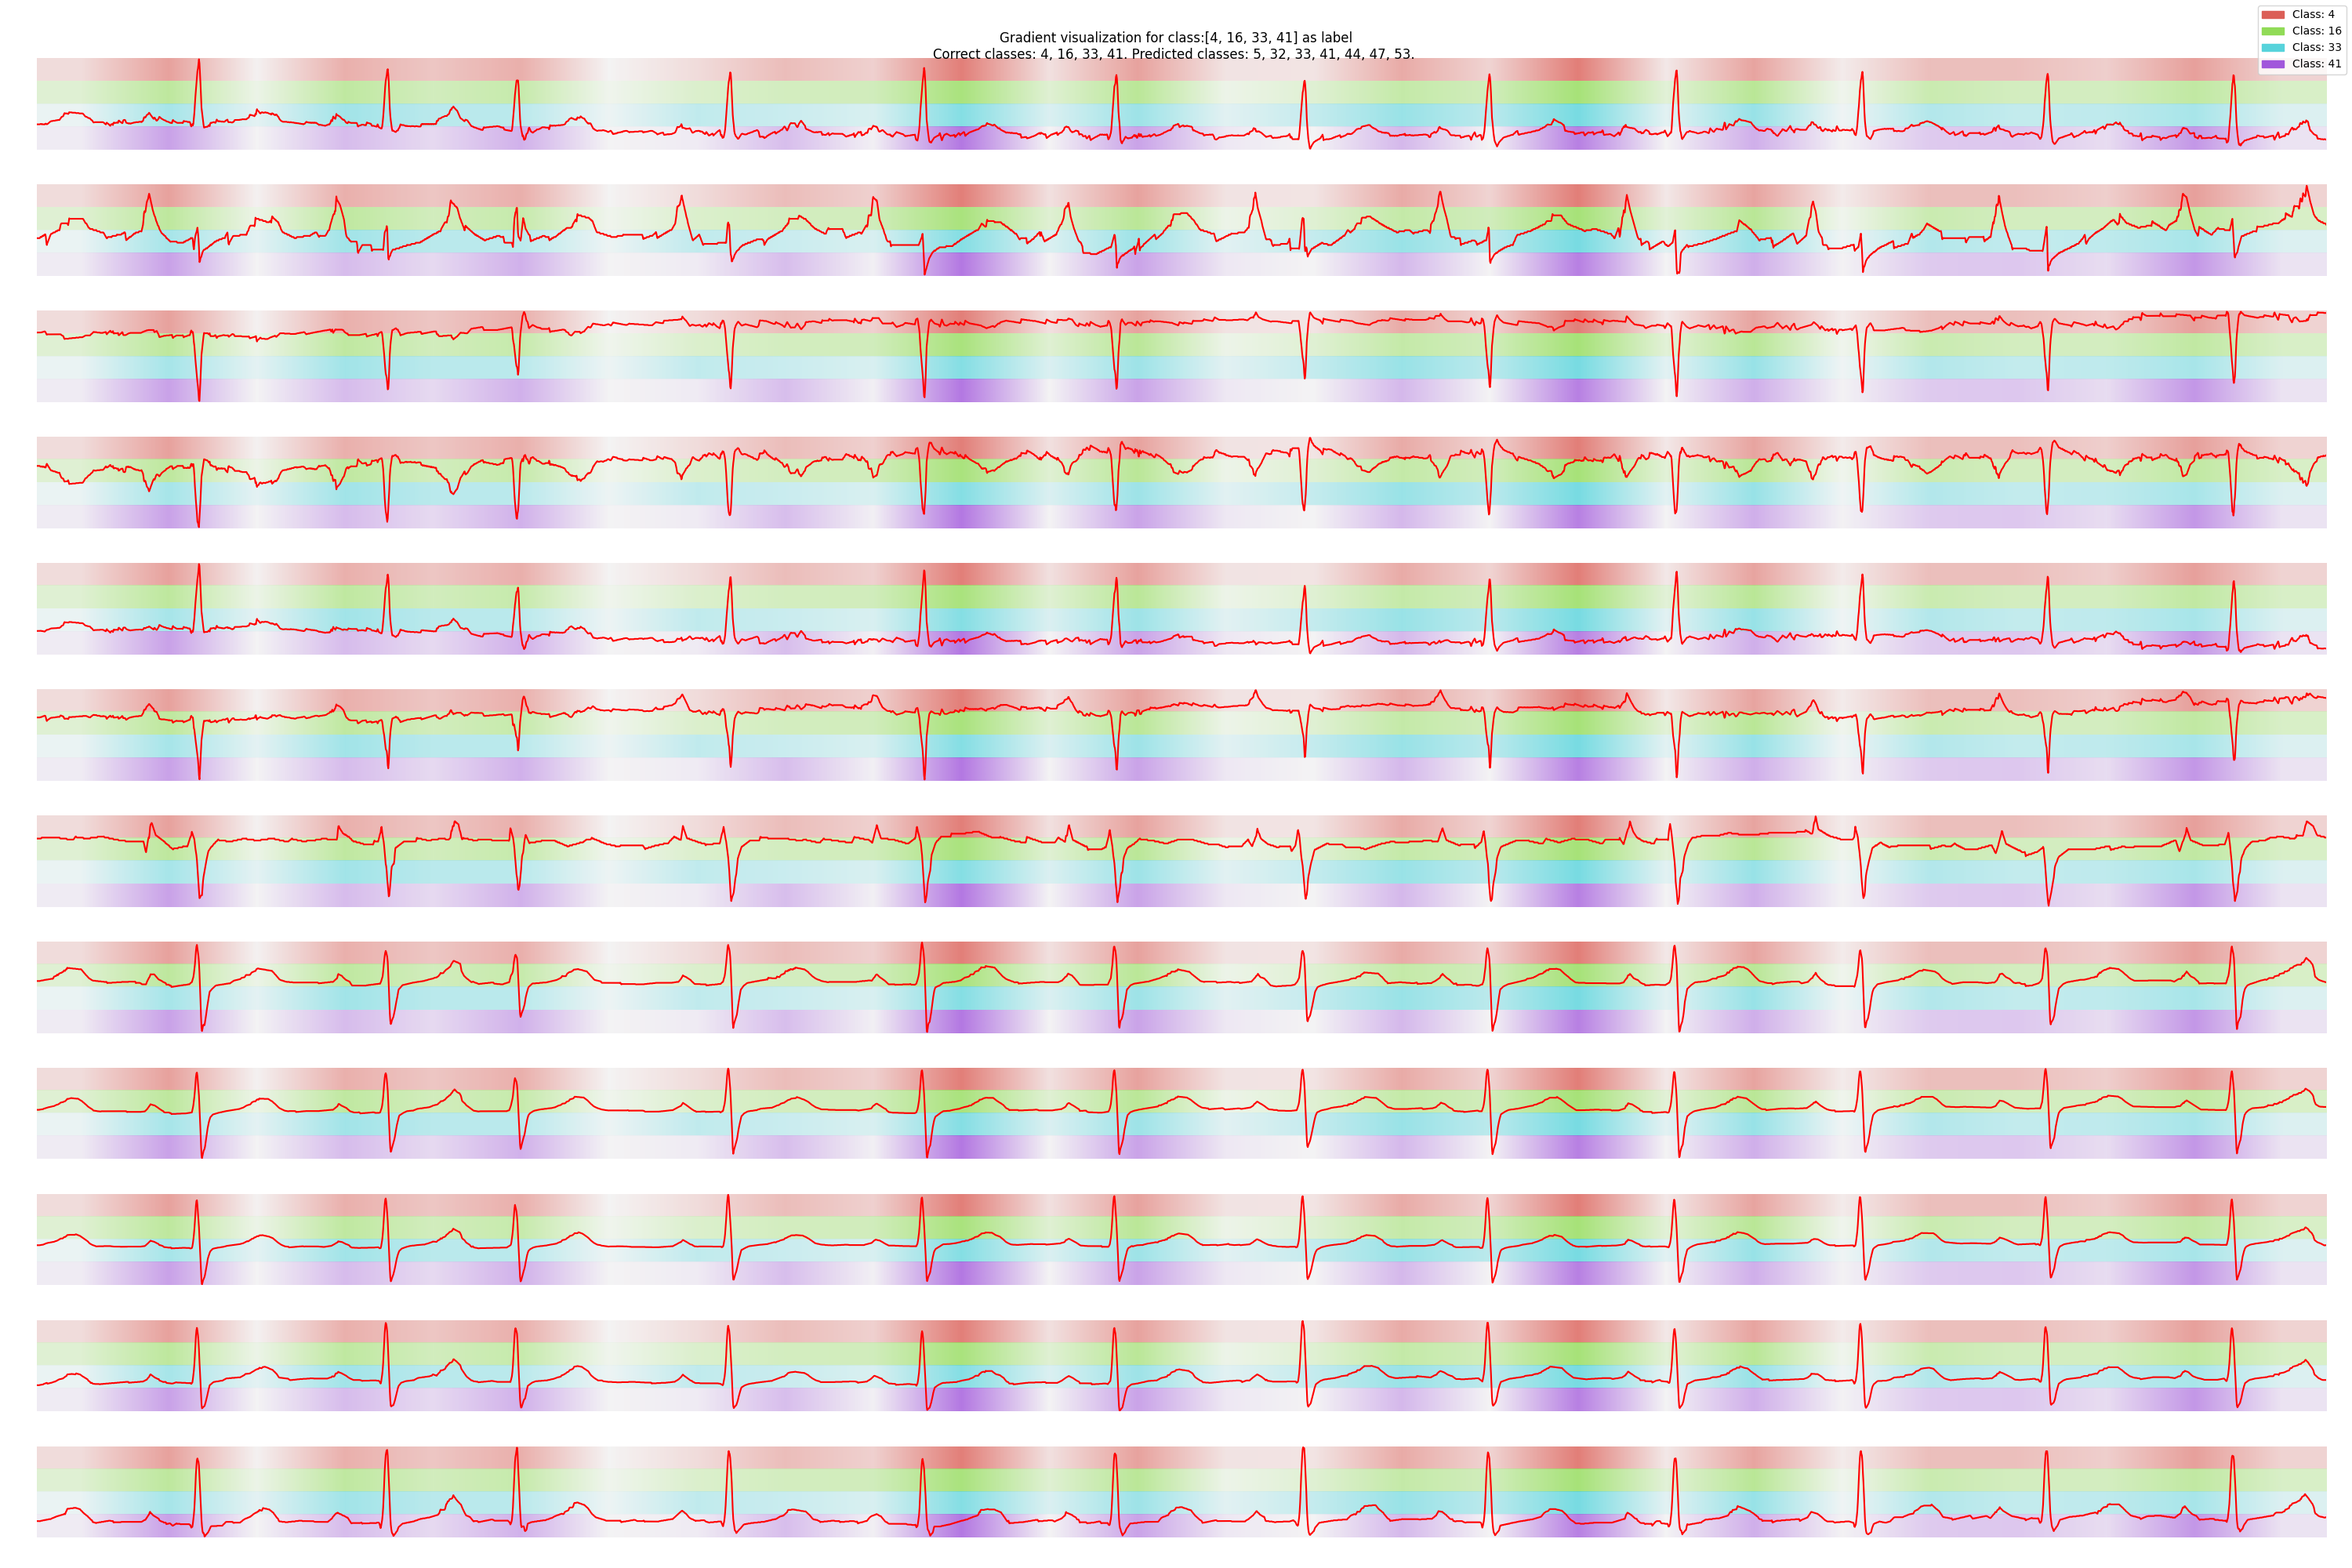 Gradient visualization for class:[4, 16, 33, 41] as label
Correct classes: 4, 16, 33, 41. Predicted classes: 5, 32, 33, 41, 44, 47, 53.
Class: 4
Class: 16
Class: 33
Class: 41